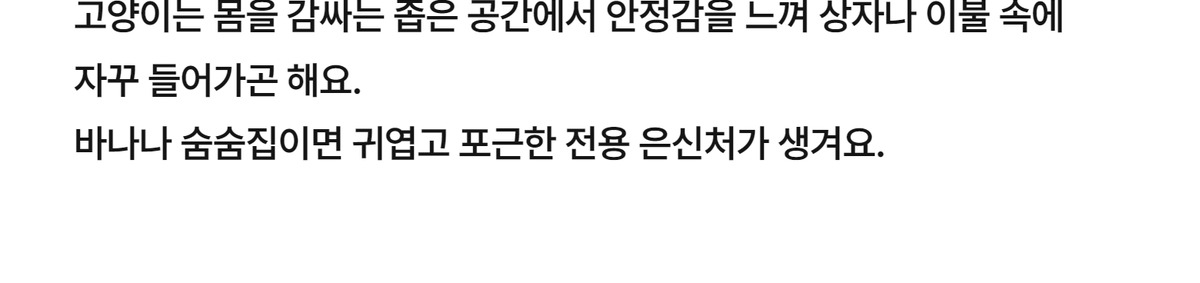 고양이는 몸을 감싸는 좁은 공간에서 안정감을 느껴 상자나 이불 속에
자꾸 들어가곤 해요.
바나나 숨숨집이면 귀엽고 포근한 전용 은신처가 생겨요.